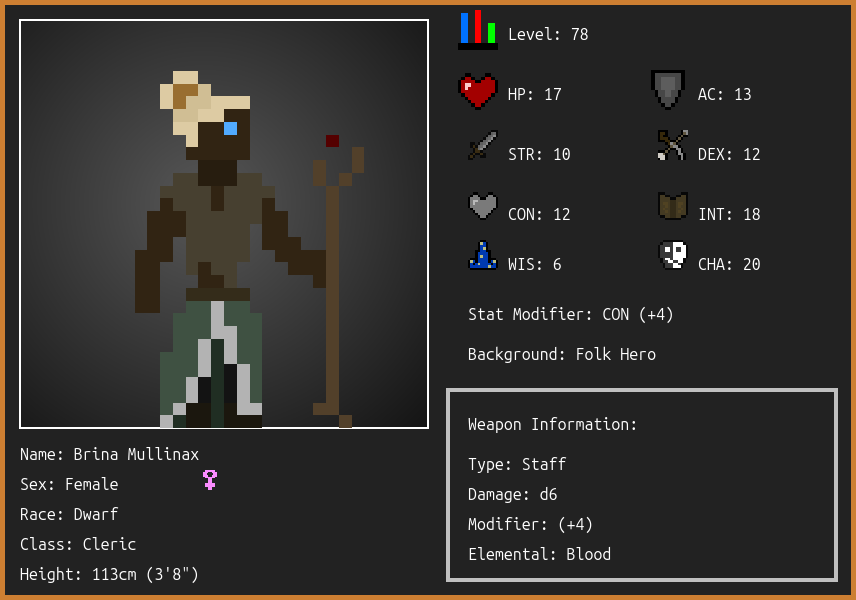 Level: 78
HP: 17
AC: 13
STR: 10
DEX: 12
CON: 12
INT: 18
WIS: 6
CHA: 20
Stat Modifier: CON (+4)
Background: Folk Hero
Weapon Information:
Type: Staff
Damage: d6
Modifier: (+4)
Elemental: Blood
Name: Brina Mullinax
Sex: Female
Race: Dwarf
Class: Cleric
Height: 113cm (3'8")